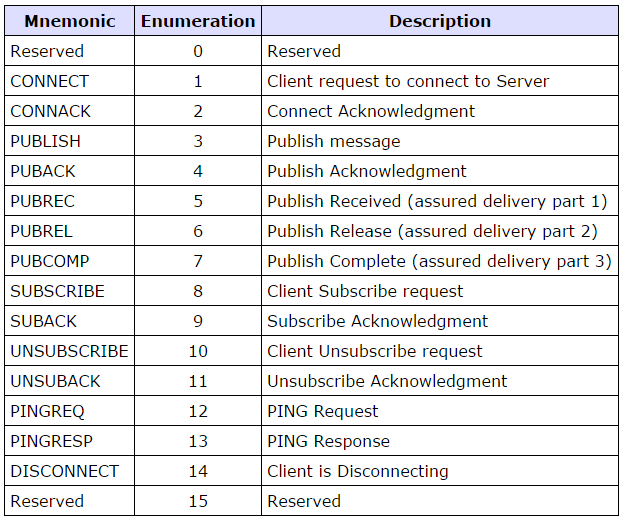 Mnemonic Enumeration Description
Reserved 0 Reserved
CONNECT 1 Client request to connect to Server
CONNACK 2 Connect Acknowledgment
PUBLISH 3 Publish message
PUBACK 4 Publish Acknowledgment
PUBREC 5 Publish Received (assured delivery part 1)
PUBREL 6 Publish Release (assured delivery part 2)
PUBCOMP 7 Publish Complete (assured delivery part 3)
SUBSCRIBE 8 Client Subscribe request
SUBACK 9 Subscribe Acknowledgment
UNSUBSCRIBE 10 Client Unsubscribe request
UNSUBACK 11 Unsubscribe Acknowledgment
PINGREQ 12 PING Request
PINGRESP 13 PING Response
DISCONNECT 14 Client is Disconnecting
Reserved 15 Reserved